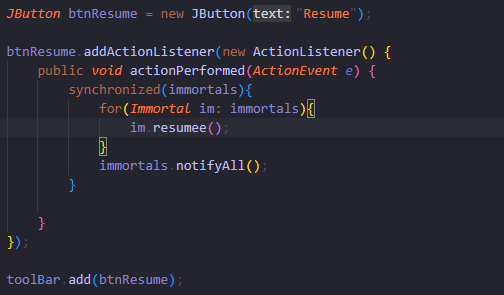 JButton btnResume = new JButton(text:"Resume");
btnResume.addActionListener(new ActionListener() {
public void actionPerformed(ActionEvent e) {
synchronized(immortals){
for(Immortal im: immortals){
im.resumee();
}
immortals.notifyAll();
}
}
});
toolBar.add(btnResume);